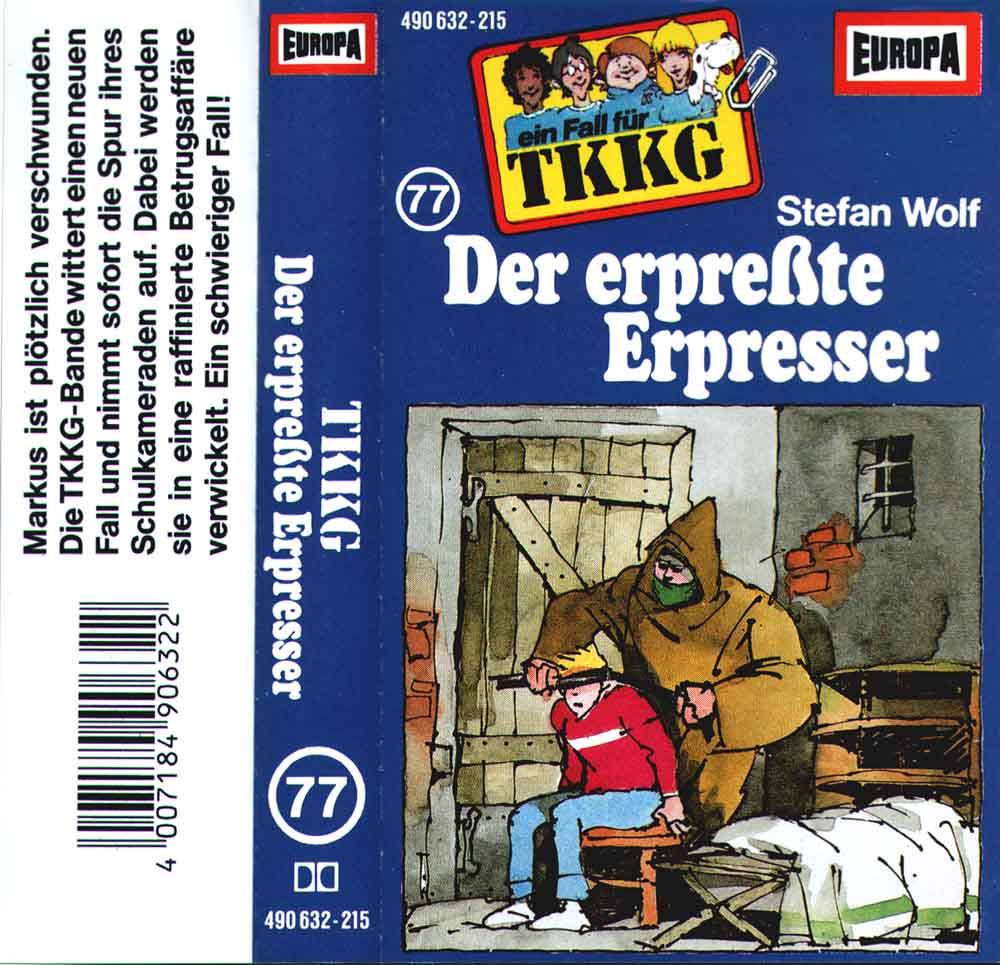 Markus ist plötzlich verschwunden.
Die TKKG-Bande wittert einen neuen
Fall und nimmt sofort die Spur ihres
Schulkameraden auf. Dabei werden
sie in eine raffinierte Betrugsaffäre
verwickelt. Ein schwieriger Fall!
4 007184 906322
EUROPA
TKKG
Der erpreßte Erpresser
77
490 632-215
490 632-215
ein Fall für
TKKG
EUROPA
77
Stefan Wolf
Der erpreßte
Erpresser